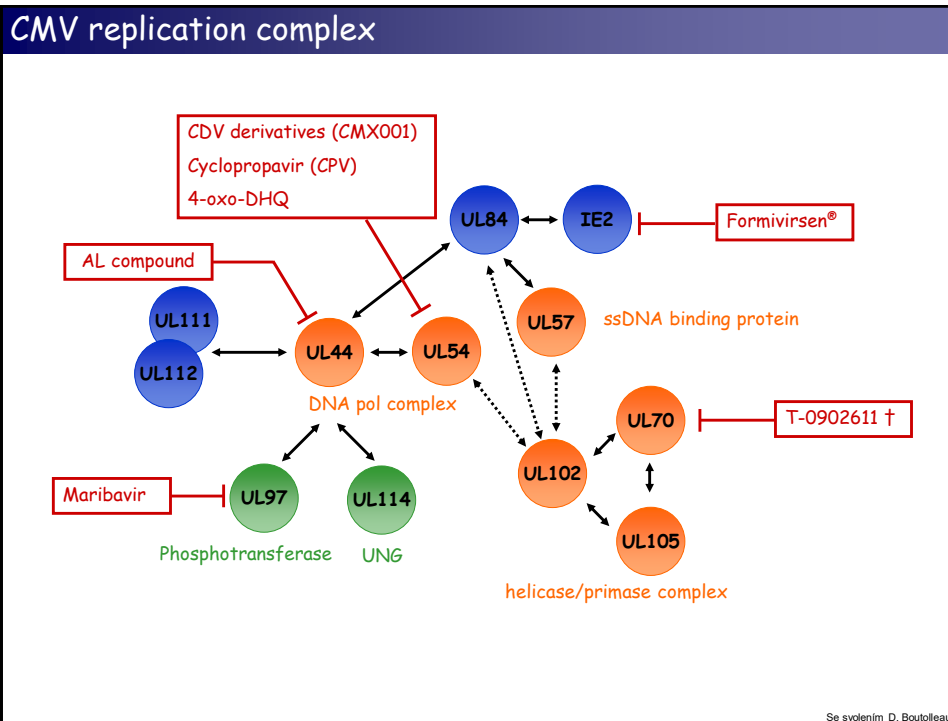 CMV replication complex
CDV derivatives (CMX001)
Cyclopropavir (CPV)
4-oxo-DHQ
UL84
IE2
Formivirsen®
AL compound
UL111
UL112
UL44
UL54
UL57
ssDNA binding protein
DNA pol complex
UL70
T-0902611 †
UL102
Maribavir
UL97
UL114
UL105
Phosphotransferase
UNG
helicase/primase complex
Se svolením D. Boutolleau